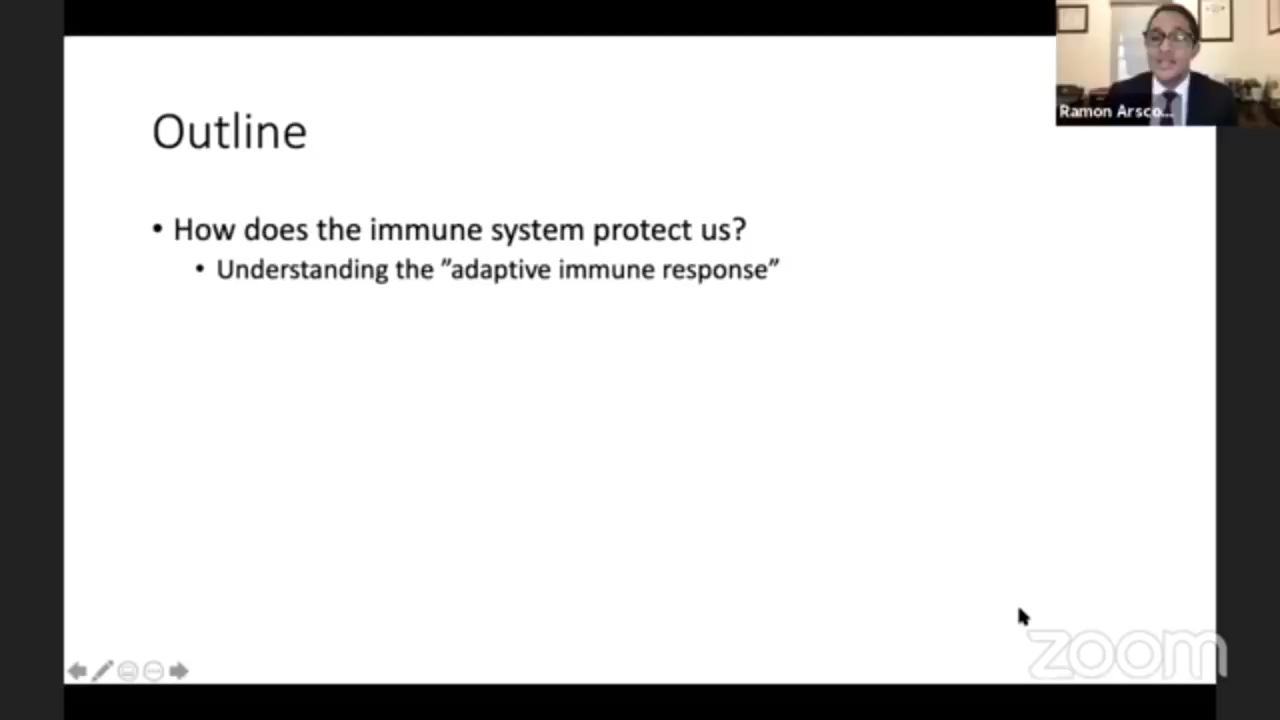 Outline
• How does the immune system protect us?
• Understanding the ”adaptive immune response”
Ramon Arsco...
zoom